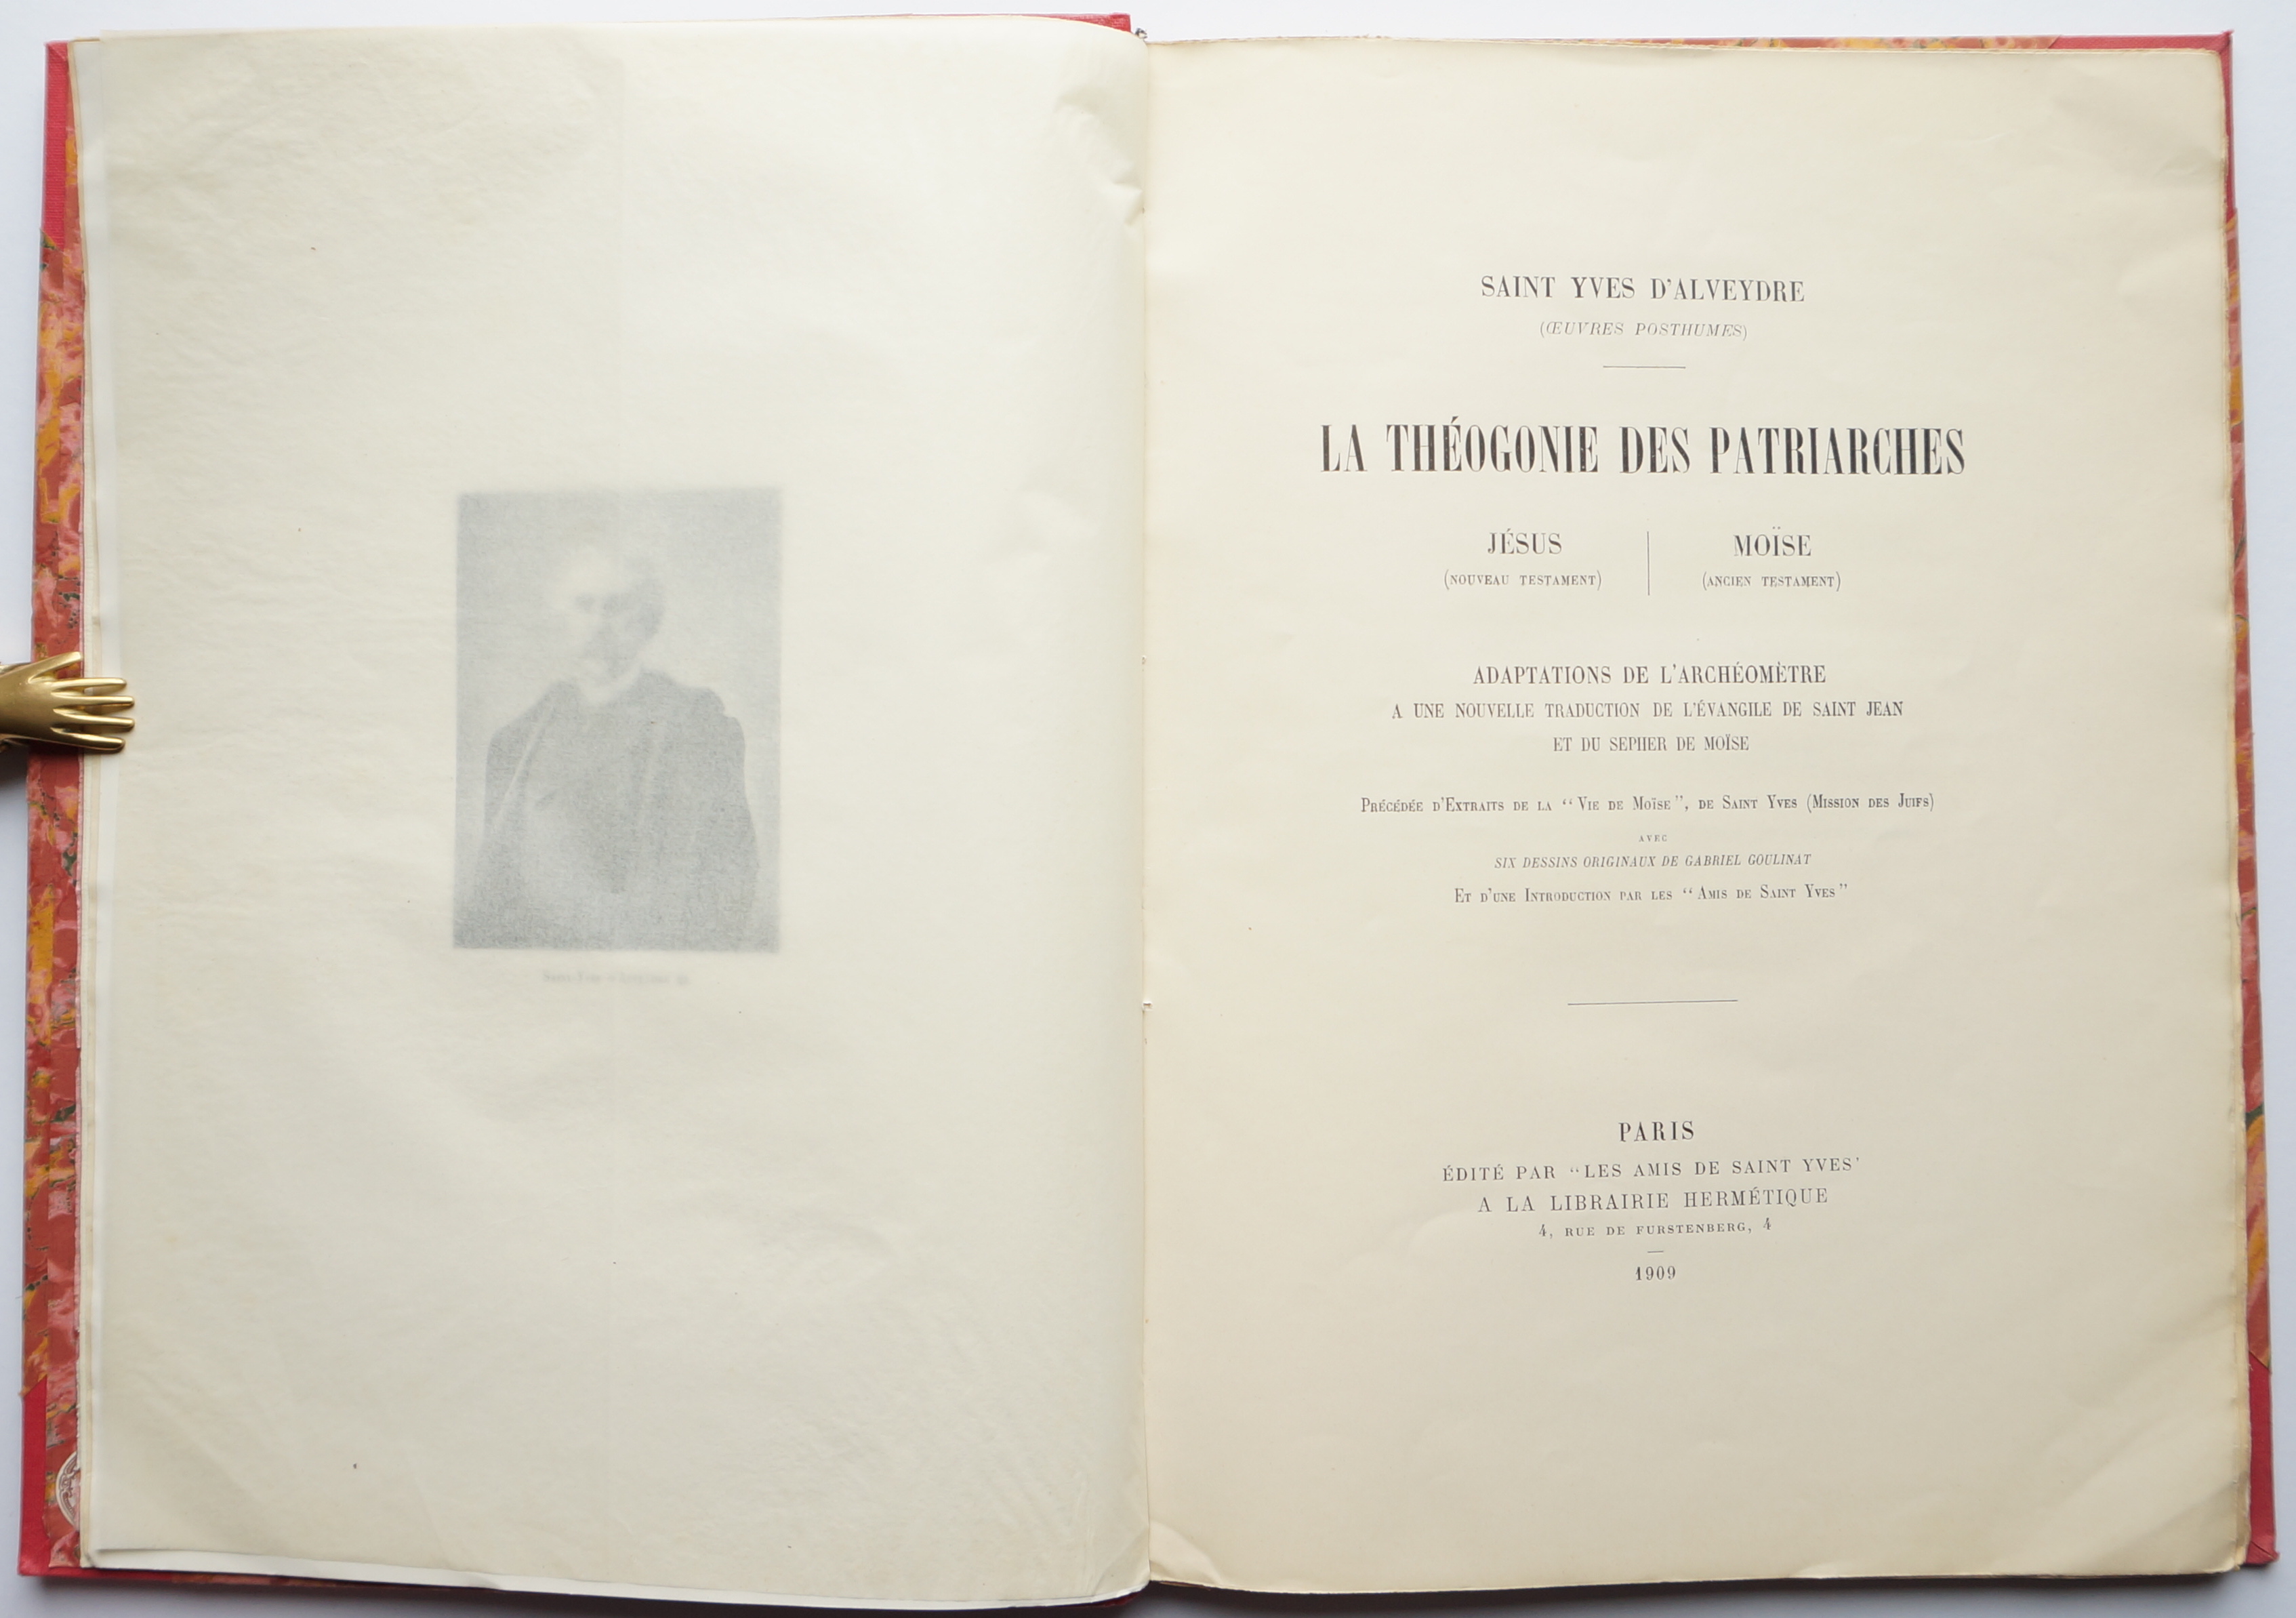 SAINT YVES D'ALVEYDRE
(ŒUVRES POSTHUMES)
LA THÉOGONIE DES PATRIARCHES
JÉSUS
(NOUVEAU TESTAMENT)
MOÏSE
(ANCIEN TESTAMENT)
ADAPTATIONS DE L'ARCHÉOMÈTRE
A UNE NOUVELLE TRADUCTION DE L'ÉVANGILE DE SAINT JEAN
ET DU SEPHER DE MOÏSE
Précédée d'Extraits de la “Vie de Moïse”, de Saint Yves (Mission des Juifs)
AVEC
SIX DESSINS ORIGINAUX DE GABRIEL GOULINAT
Et d'une Introduction par les “Amis de Saint Yves”
PARIS
ÉDITÉ PAR “LES AMIS DE SAINT YVES'
A LA LIBRAIRIE HERMÉTIQUE
4, RUE DE FURSTENBERG, 4
1909